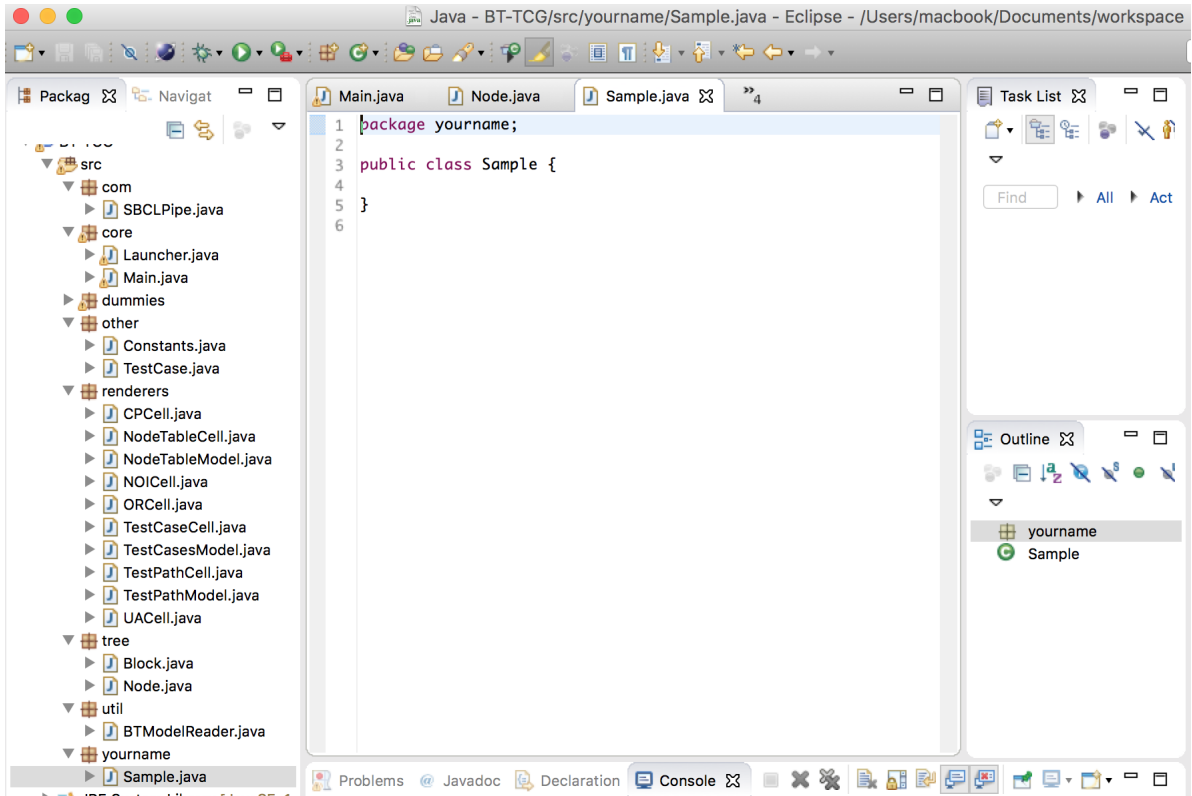 Java - BT-TCG/src/yourname/Sample.java - Eclipse - /Users/macbook/Documents/workspace
Packag
Navigat
src
com
SBCLPipe.java
core
Launcher.java
Main.java
dummies
other
Constants.java
TestCase.java
renderers
CPCell.java
NodeTableCell.java
NodeTableModel.java
NOICell.java
ORCell.java
TestCaseCell.java
TestCasesModel.java
TestPathCell.java
TestPathModel.java
UACell.java
tree
Block.java
Node.java
util
BTModelReader.java
yourname
Sample.java
Main.java Node.java Sample.java »4
1 package yourname;
2
3 public class Sample {
4
5 }
6
Problems @ Javadoc Declaration Console
Task List
Find All Act
Outline
yourname
Sample